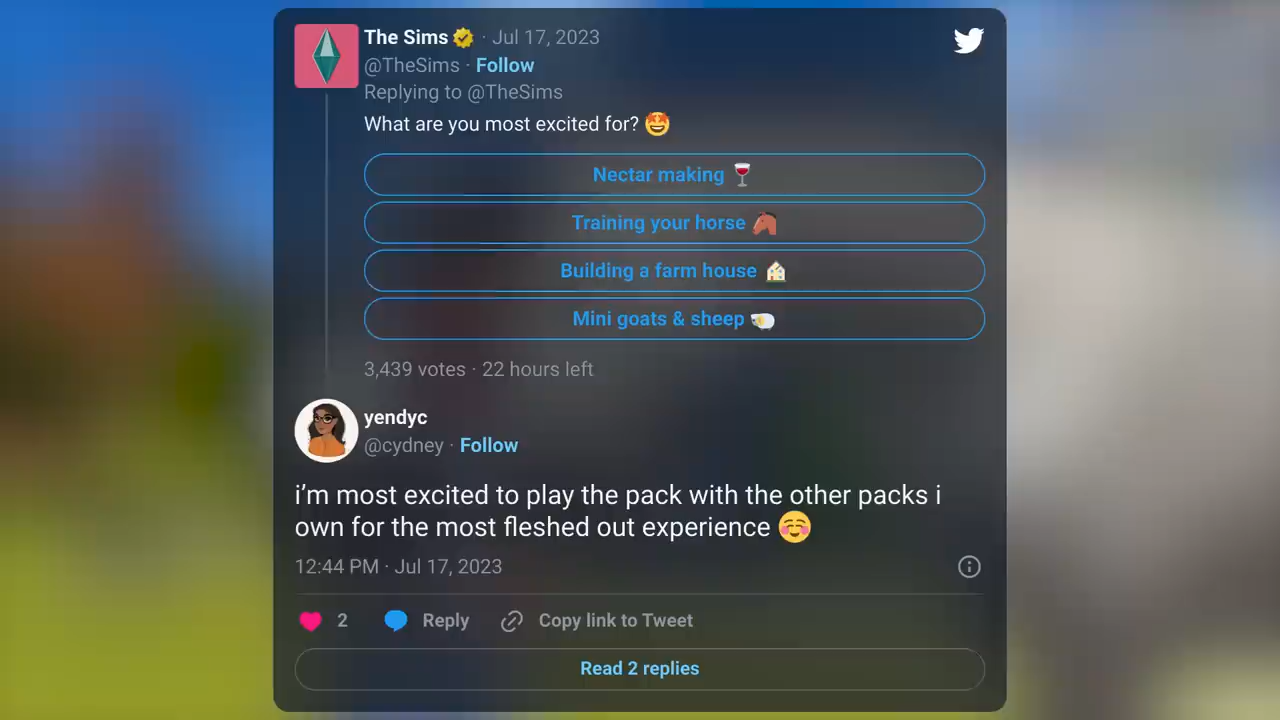 The Sims · Jul 17, 2023
@TheSims · Follow
Replying to @TheSims
What are you most excited for? 🤩
Nectar making 🍷
Training your horse 🐴
Building a farm house 🏠
Mini goats & sheep 🐑
3,439 votes · 22 hours left
yendyc
@cydney · Follow
i’m most excited to play the pack with the other packs i
own for the most fleshed out experience ☺️
12:44 PM · Jul 17, 2023
2 Reply Copy link to Tweet
Read 2 replies